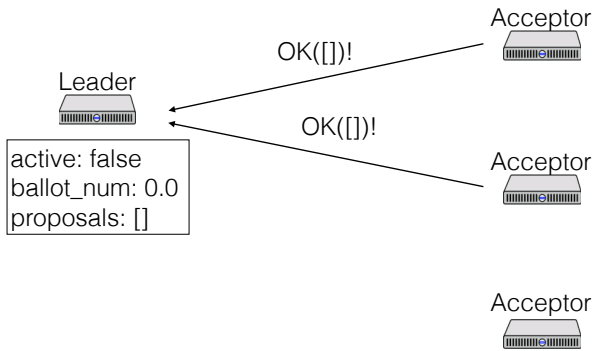 Acceptor
OK([])!
Leader
OK([])!
active: false
ballot_num: 0.0
proposals: []
Acceptor
Acceptor